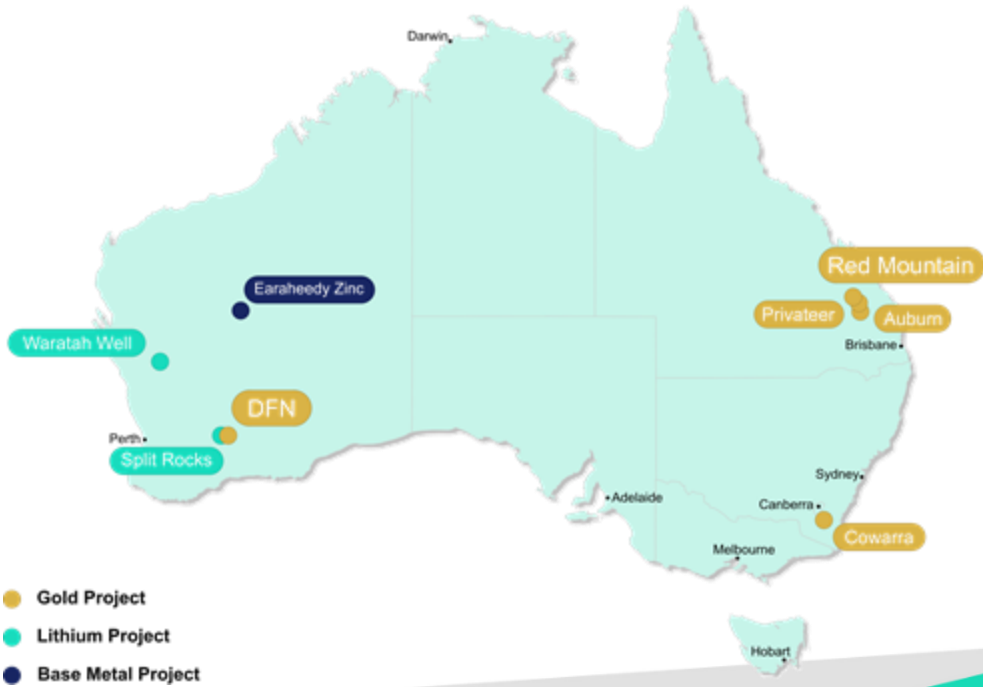 Darwin
Red Mountain
Earaheedy Zinc
Privateer
Auburn
Waratah Well
Brisbane
DFN
Perth
Split Rocks
Sydney
Adelaide
Canberra
Cowarra
Melbourne
Gold Project
Lithium Project
Hobart
Base Metal Project